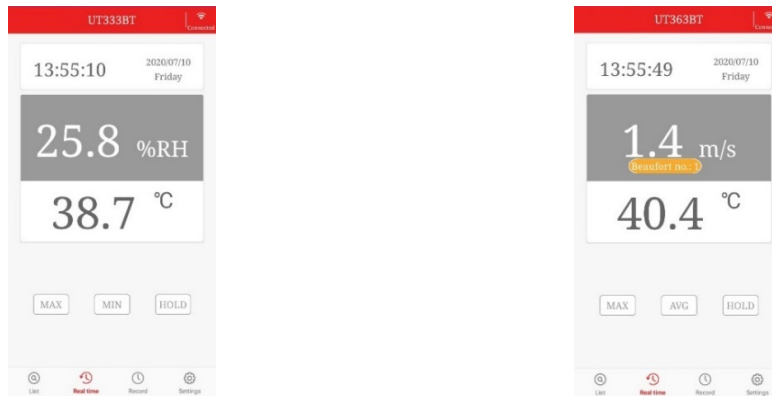 UT333BT
Connected
13:55:10
2020/07/10
Friday
25.8 %RH
38.7 ℃
MAX MIN HOLD
List Real time Record Settings
UT363BT
13:55:49
2020/07/10
Friday
1.4 m/s
Beaufort no.: 1
40.4 ℃
MAX AVG HOLD
List Real time Record Settings